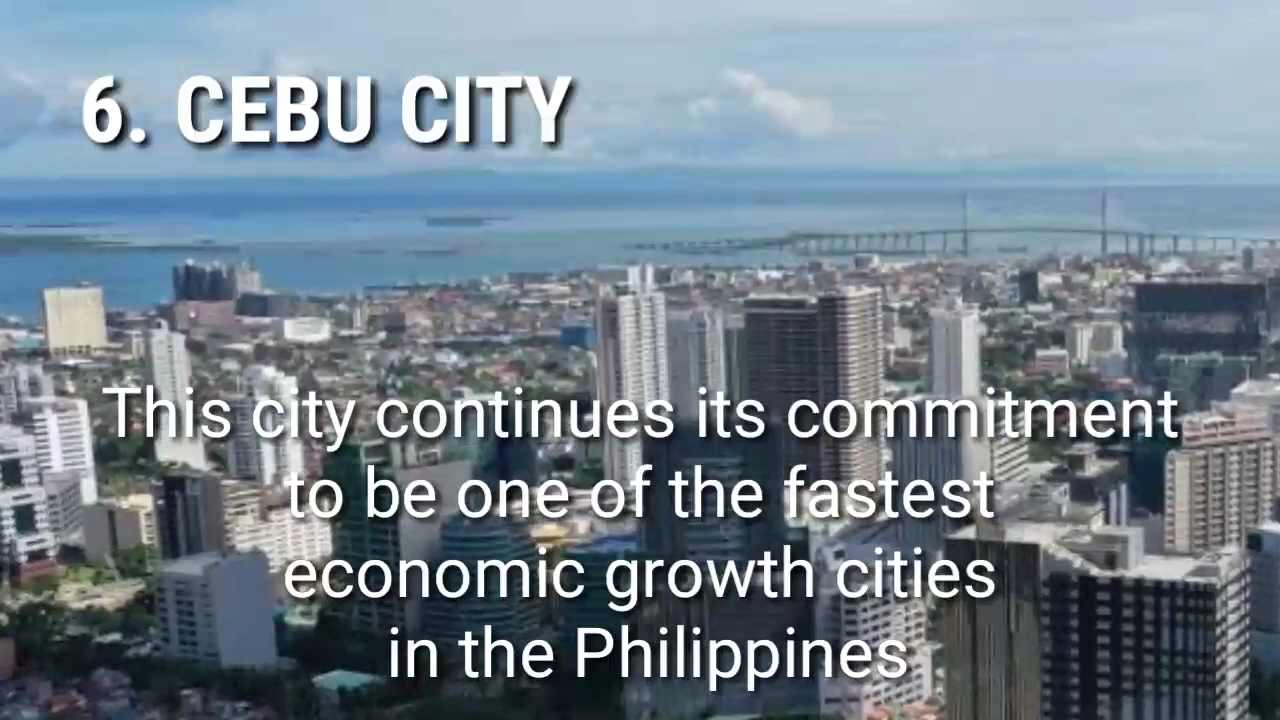 6. CEBU CITY
This city continues its commitment
to be one of the fastest
economic growth cities
in the Philippines